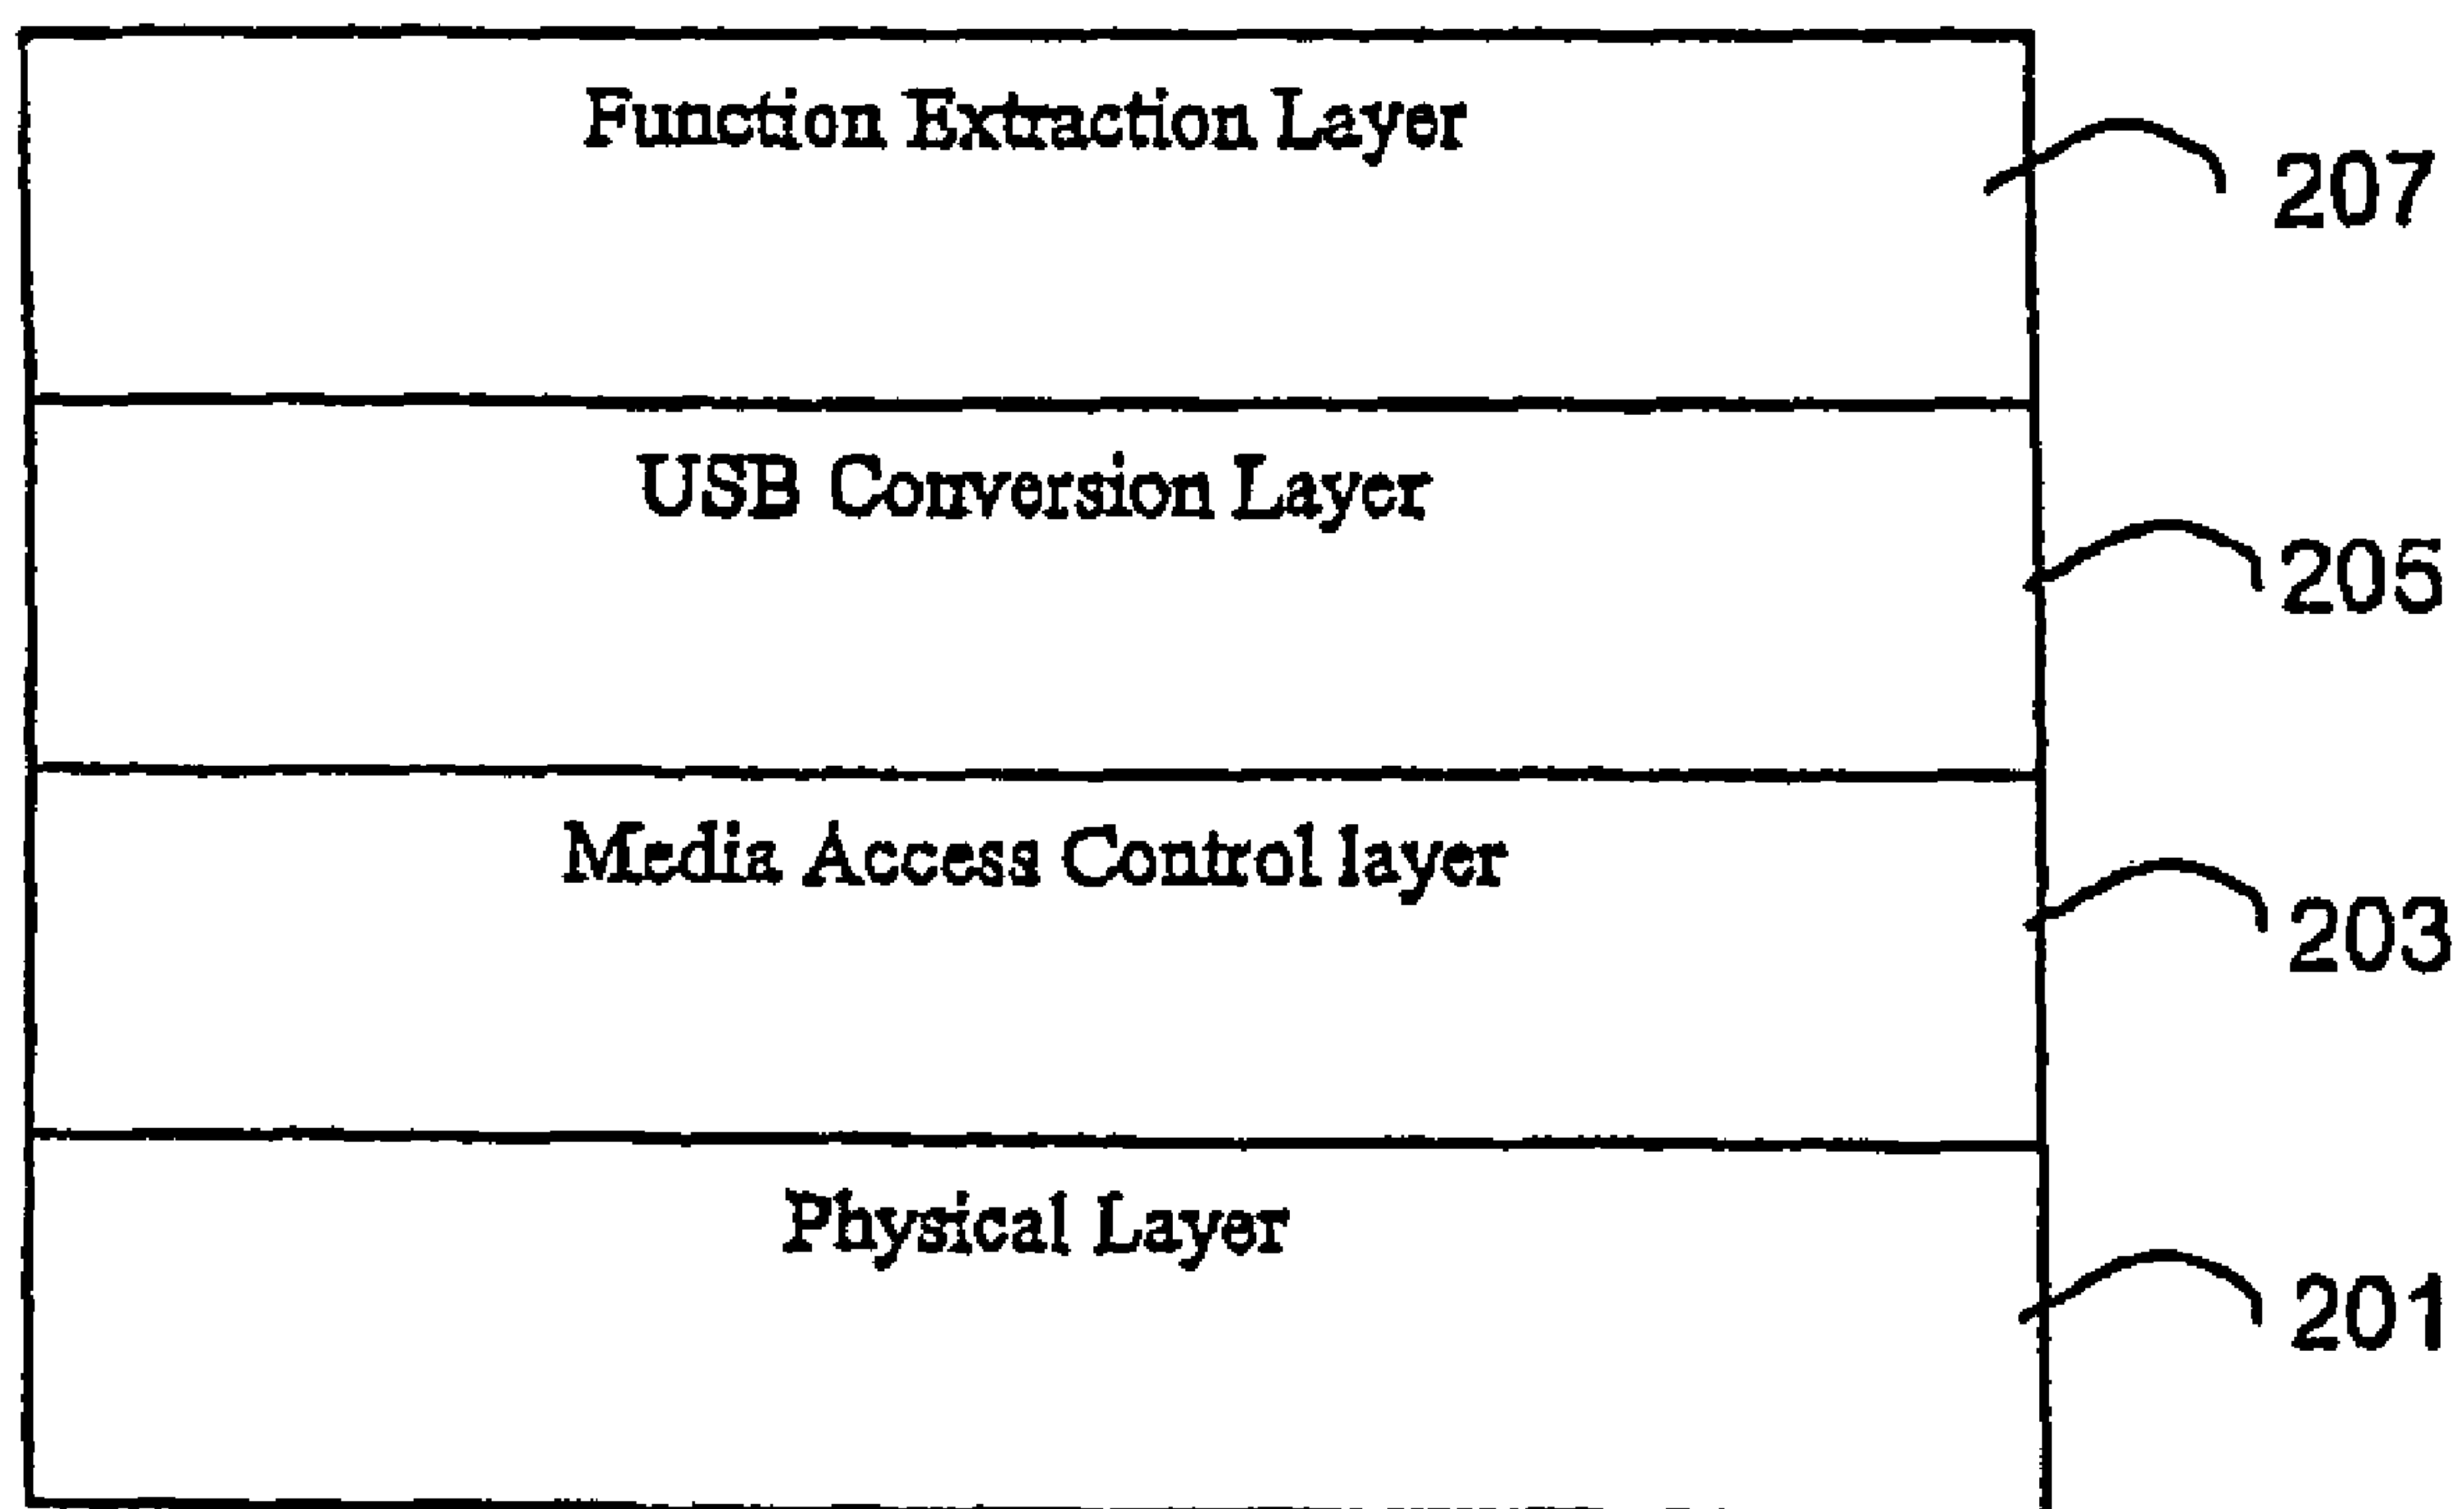 Function Extraction Layer
207
USB Conversion Layer
205
Media Access Control layer
203
Physical Layer
201